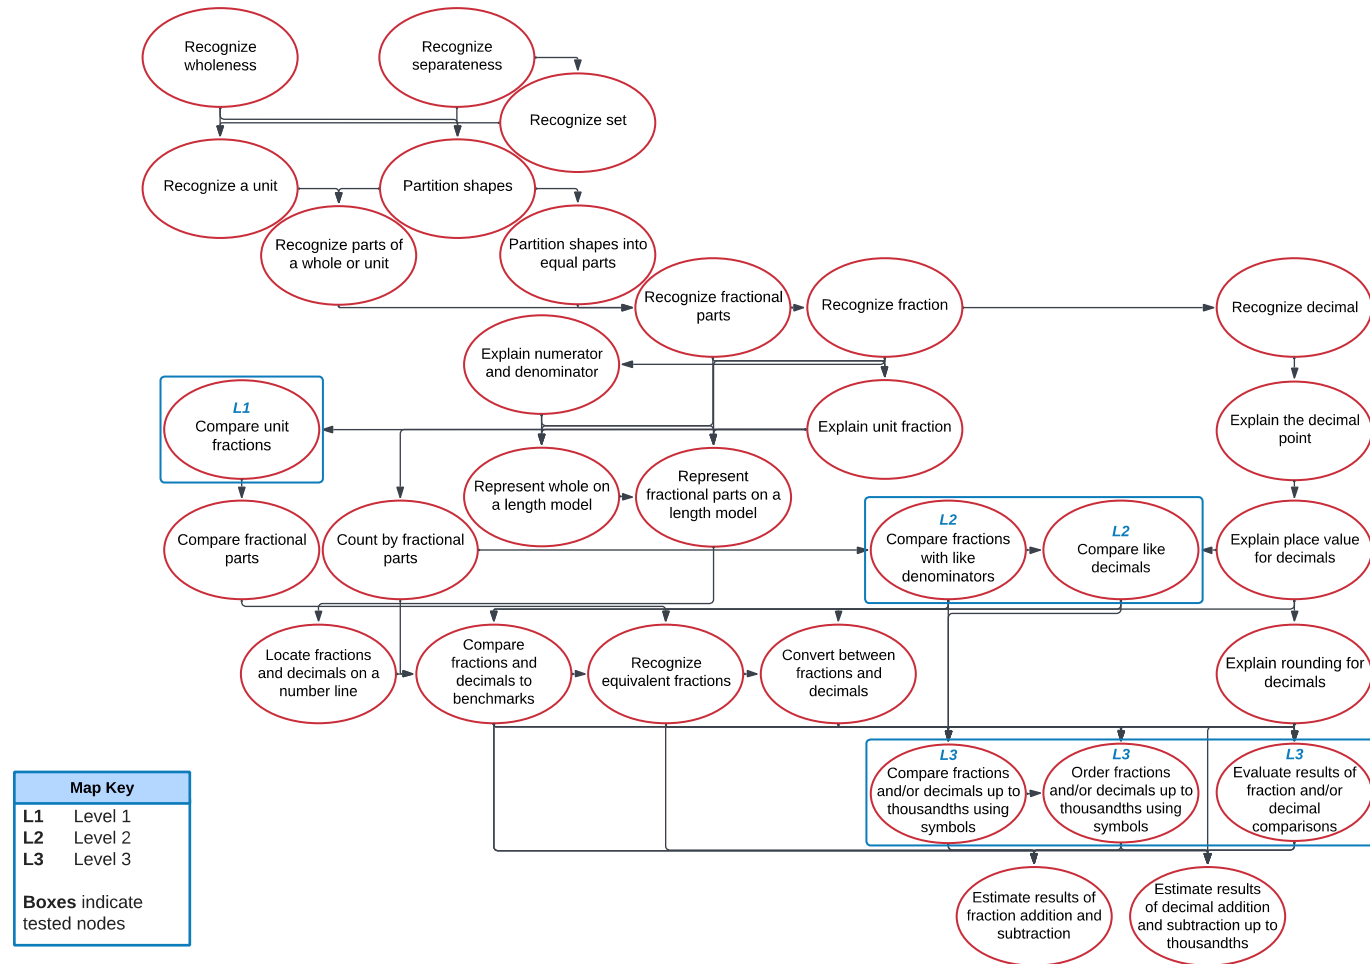 Recognize
wholeness
Recognize
separateness
Recognize set
Recognize a unit
Partition shapes
Recognize parts of
a whole or unit
Partition shapes into
equal parts
Recognize fractional
parts
Recognize fraction
Recognize decimal
Explain numerator
and denominator
L1
Compare unit
fractions
Explain unit fraction
Explain the decimal
point
Represent whole on
a length model
Represent
fractional parts on a
length model
Compare fractional
parts
Count by fractional
parts
L2
Compare fractions
with like
denominators
L2
Compare like
decimals
Explain place value
for decimals
Locate fractions
and decimals on a
number line
Compare
fractions and
decimals to
benchmarks
Recognize
equivalent fractions
Convert between
fractions and
decimals
Explain rounding for
decimals
L3
Compare fractions
and/or decimals up to
thousandths using
symbols
L3
Order fractions
and/or decimals up to
thousandths using
symbols
L3
Evaluate results of
fraction and/or
decimal
comparisons
Map Key
L1 Level 1
L2 Level 2
L3 Level 3
Boxes indicate
tested nodes
Estimate results of
fraction addition and
subtraction
Estimate results
of decimal addition
and subtraction up to
thousandths